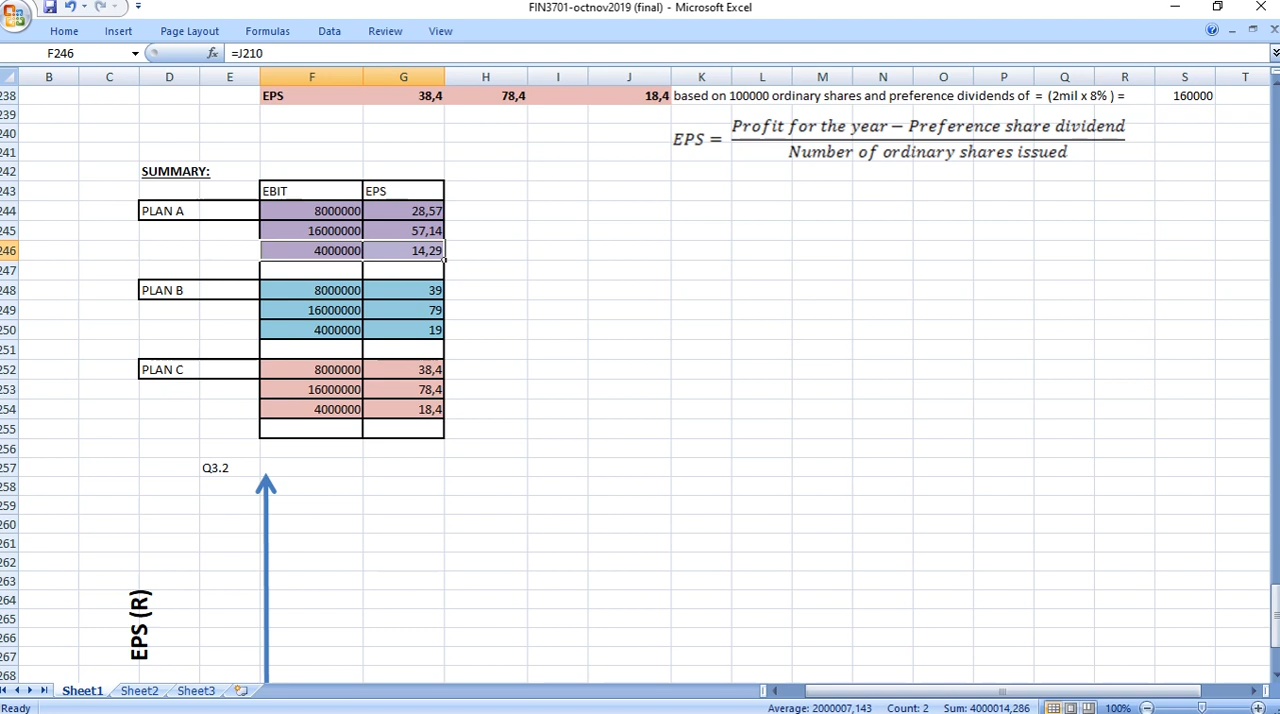 FIN3701-octnov2019 (final) - Microsoft Excel
Home Insert Page Layout Formulas Data Review View
F246 fx =J210
B C D E F G H I J K L M N O P Q R S T
238 EPS 38,4 78,4 18,4 based on 100000 ordinary shares and preference dividends of = (2mil x 8% ) = 160000
239
240 EPS = Profit for the year − Preference share dividend
241 Number of ordinary shares issued
242 SUMMARY:
243 EBIT EPS
244 PLAN A 8000000 28,57
245 16000000 57,14
246 4000000 14,29
247
248 PLAN B 8000000 39
249 16000000 79
250 4000000 19
251
252 PLAN C 8000000 38,4
253 16000000 78,4
254 4000000 18,4
255
256
257 Q3.2
258
259
260
261
262
263
264
265
266
267
268
EPS (R)
Sheet1 Sheet2 Sheet3
Ready Average: 2000007,143 Count: 2 Sum: 4000014,286 100%